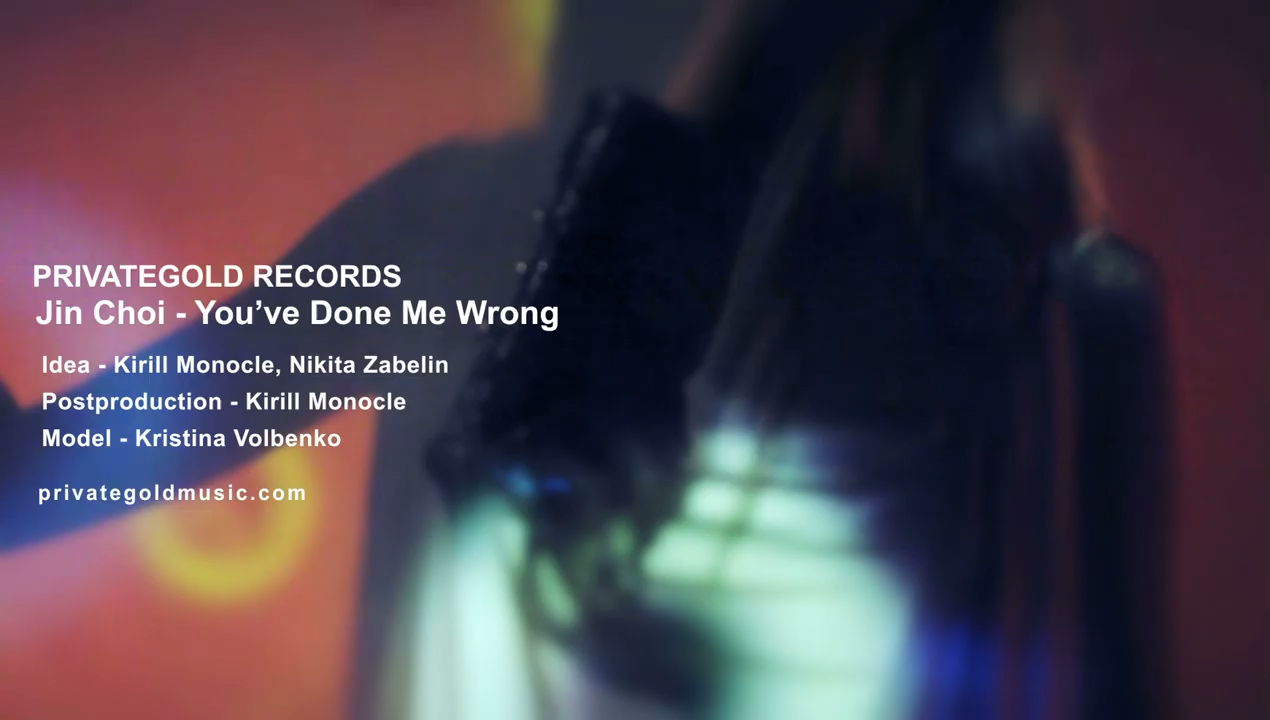 PRIVATEGOLD RECORDS
Jin Choi - You’ve Done Me Wrong
Idea - Kirill Monocle, Nikita Zabelin
Postproduction - Kirill Monocle
Model - Kristina Volbenko
privategoldmusic.com